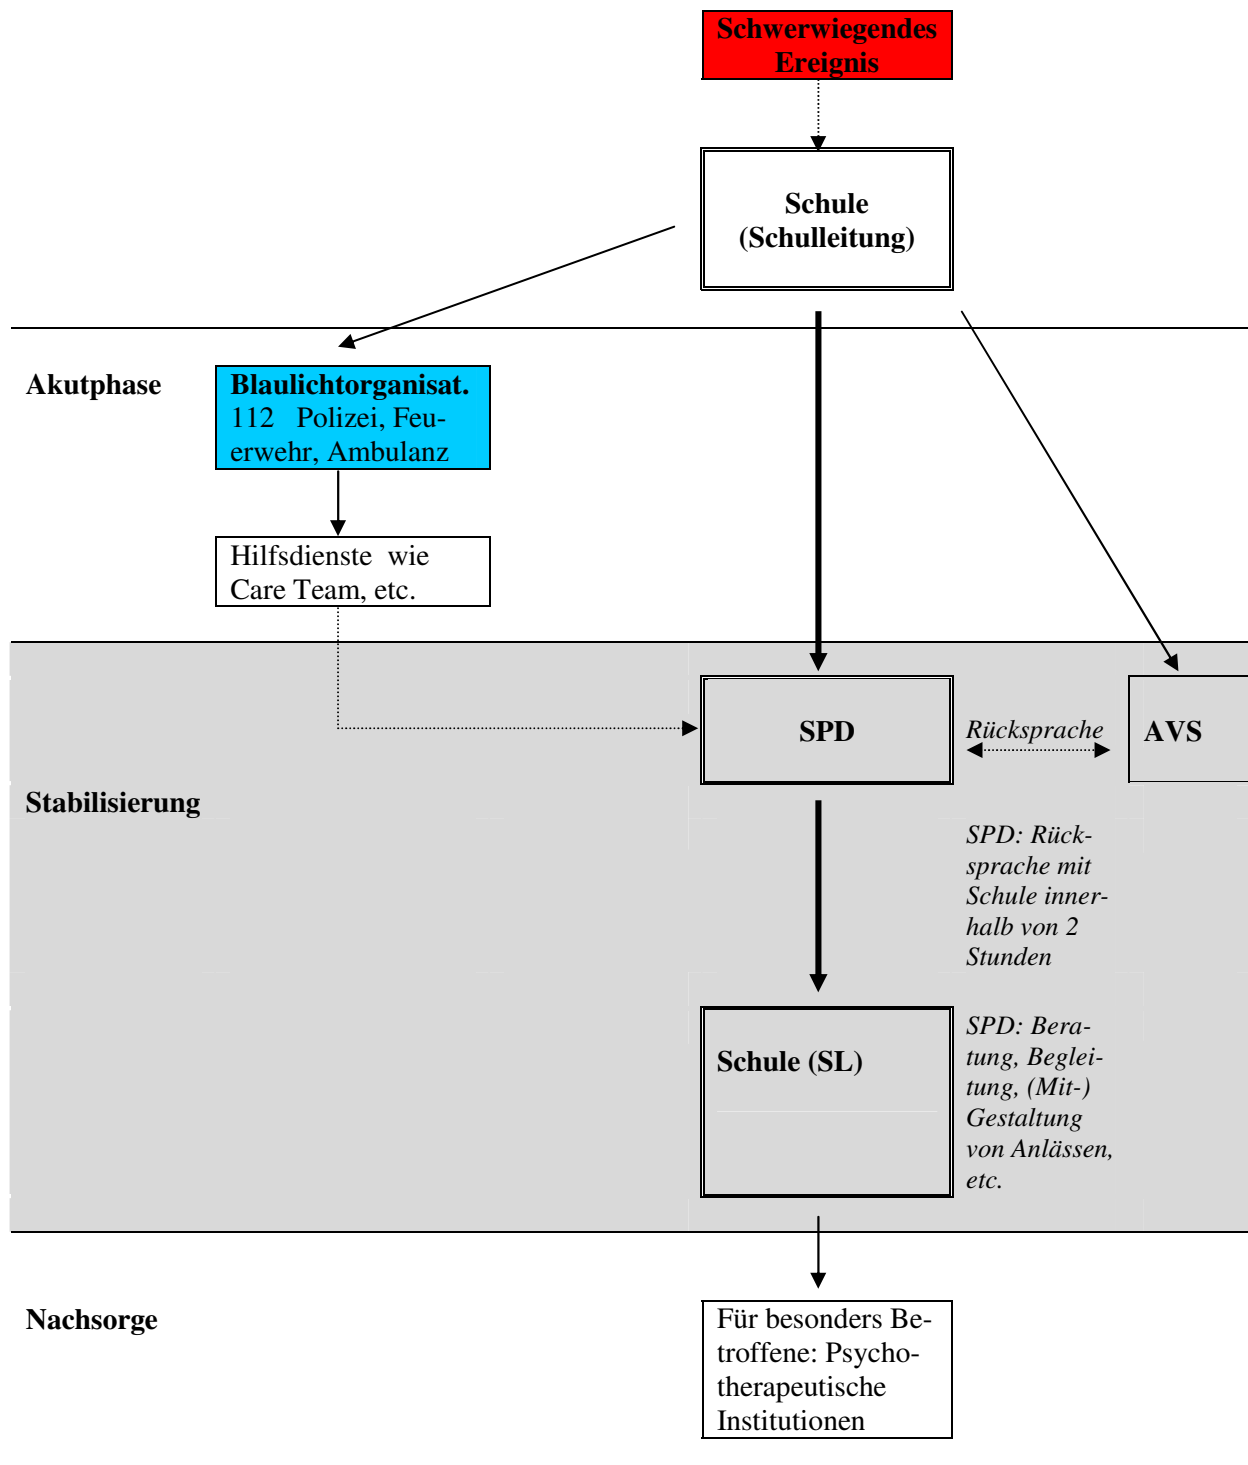 Schwerwiegendes
Ereignis
Schule
(Schulleitung)
Akutphase
Blaulichtorganisat.
112 Polizei, Feu-
erwehr, Ambulanz
Hilfsdienste wie
Care Team, etc.
SPD
Rücksprache
AVS
Stabilisierung
SPD: Rück-
sprache mit
Schule inner-
halb von 2
Stunden
Schule (SL)
SPD: Bera-
tung, Beglei-
tung, (Mit-)
Gestaltung
von Anlässen,
etc.
Nachsorge
Für besonders Be-
troffene: Psycho-
therapeutische
Institutionen